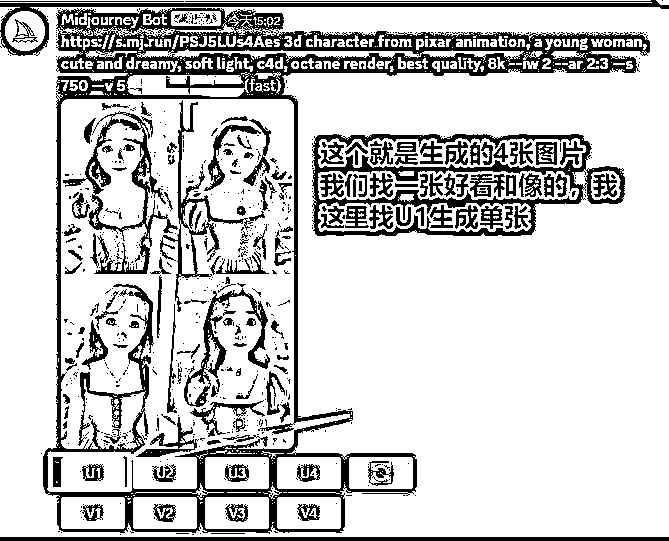 Midjourney Bot 今天15:02
https://s.mj.run/PSJ5LUs4Aes 3d character from pixar animation, a young woman,
cute and dreamy, soft light, c4d, octane render, best quality, 8k --iw 2 --ar 2:3 --s
750 --v 5 (fast)
这个就是生成的4张图片
我们找一张好看和像的，我
这里找U1生成单张
U1 U2 U3 U4
V1 V2 V3 V4